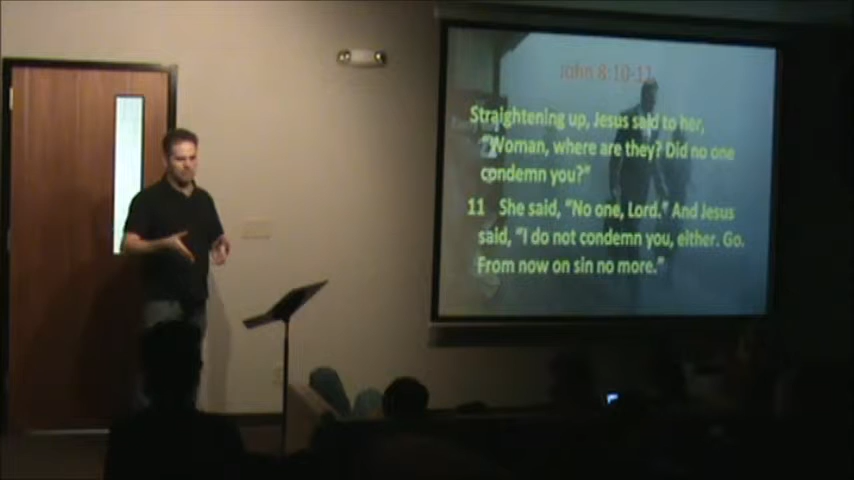 John 8:10-11
Straightening up, Jesus said to her,
"Woman, where are they? Did no one
condemn you?"
11 She said, "No one, Lord." And Jesus
said, "I do not condemn you, either. Go.
From now on sin no more."